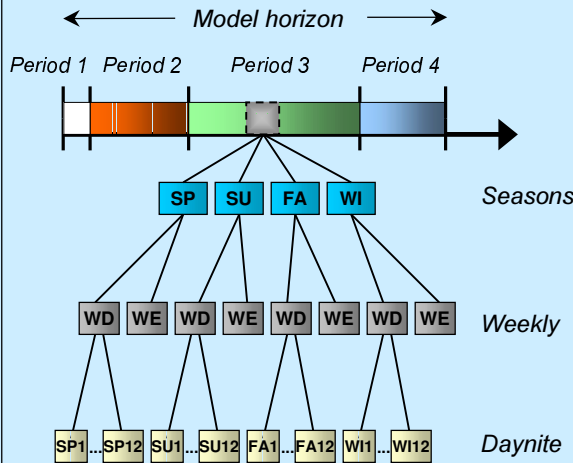 Model horizon
Period 1 Period 2 Period 3 Period 4
SP SU FA WI Seasons
WD WE WD WE WD WE WD WE Weekly
SP1 ... SP12 SU1 ... SU12 FA1 ... FA12 WI1 ... WI12 Daynite